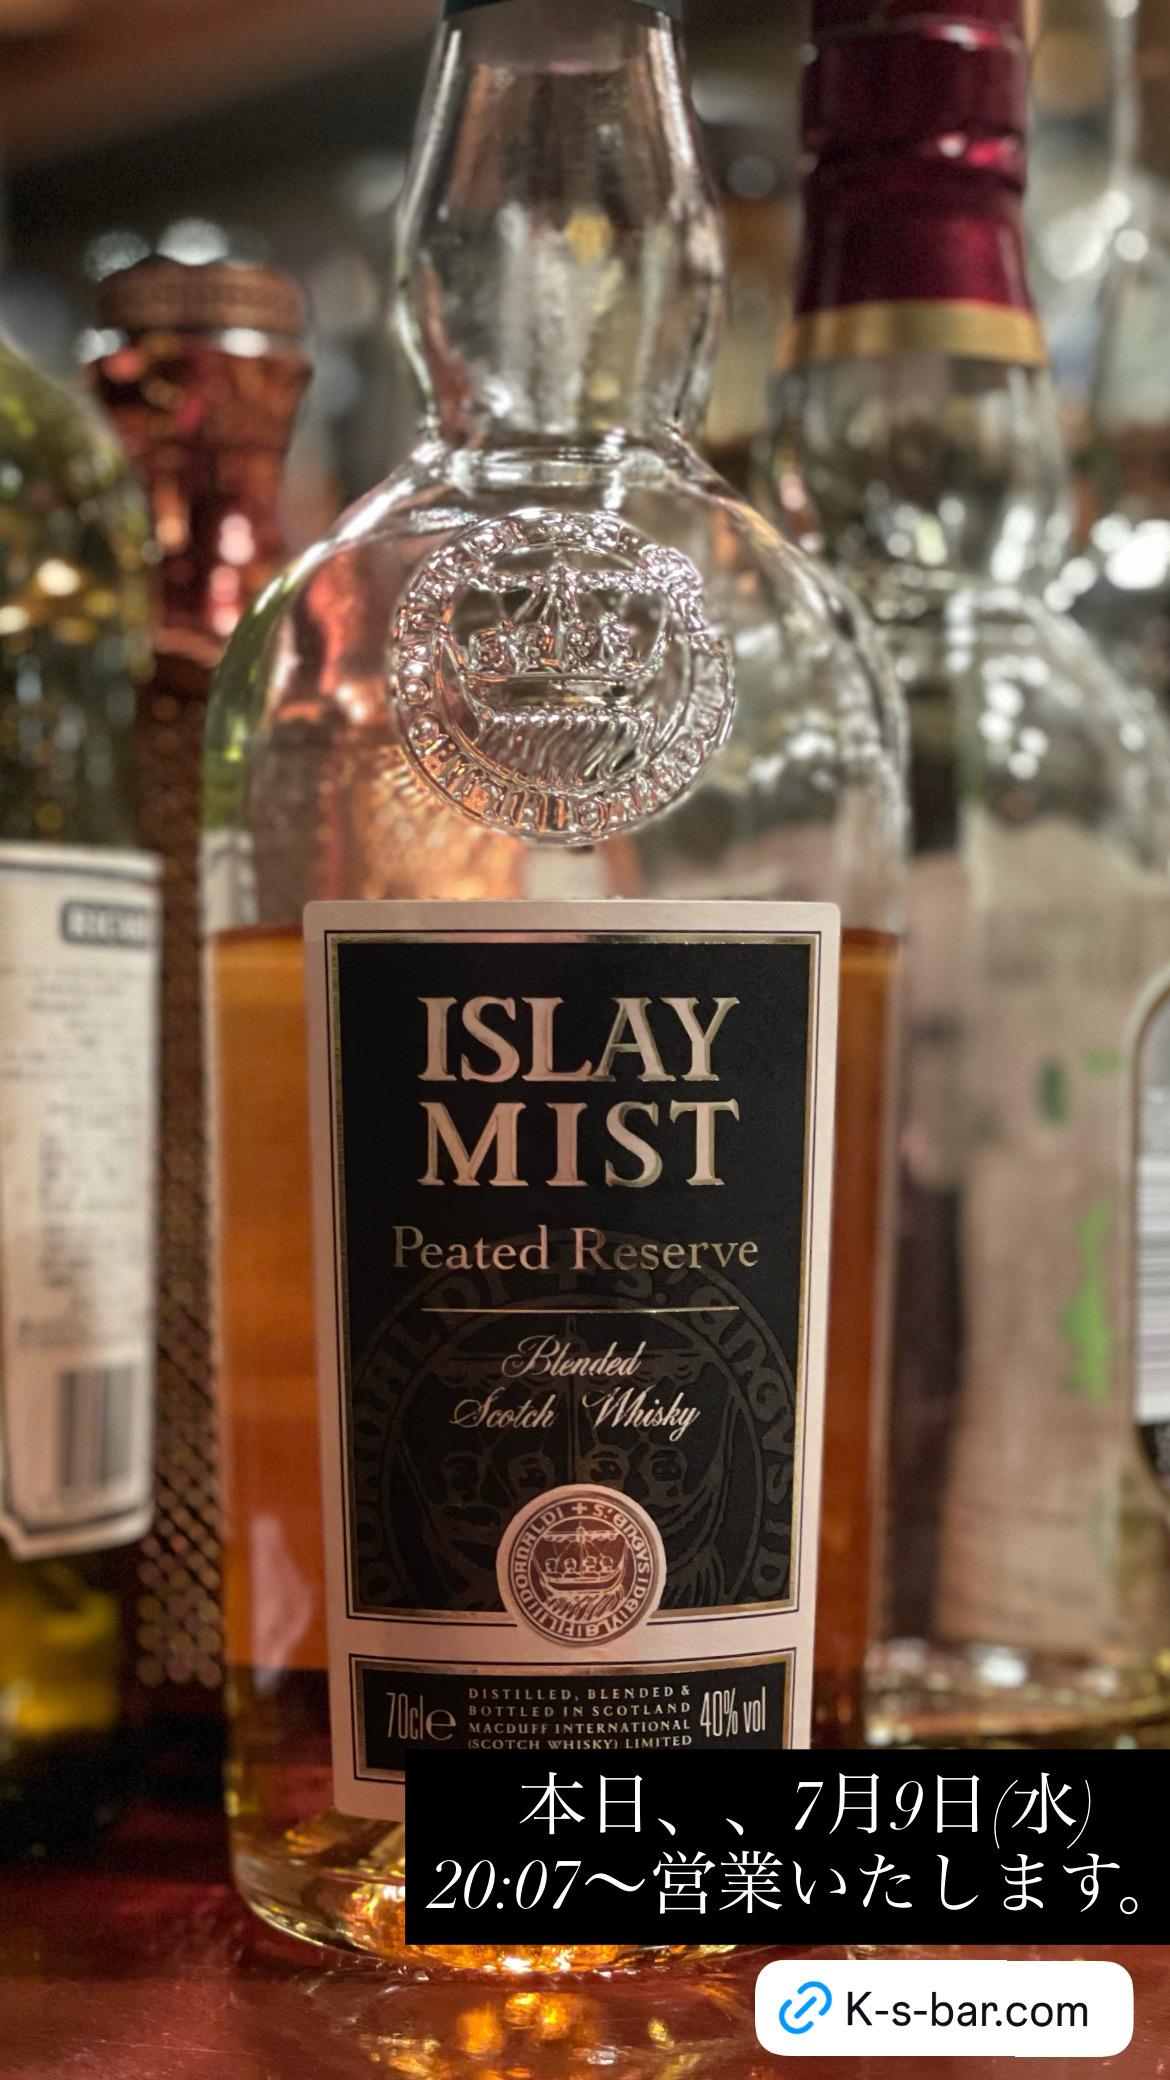 ISLAY
MIST
Peated Reserve
Blended
Scotch Whisky
70cl e
DISTILLED, BLENDED &
BOTTLED IN SCOTLAND
MACDUFF INTERNATIONAL
(SCOTCH WHISKY) LIMITED
40% vol
本日、、7月9日(水)
20:07〜営業いたします。
K-s-bar.com